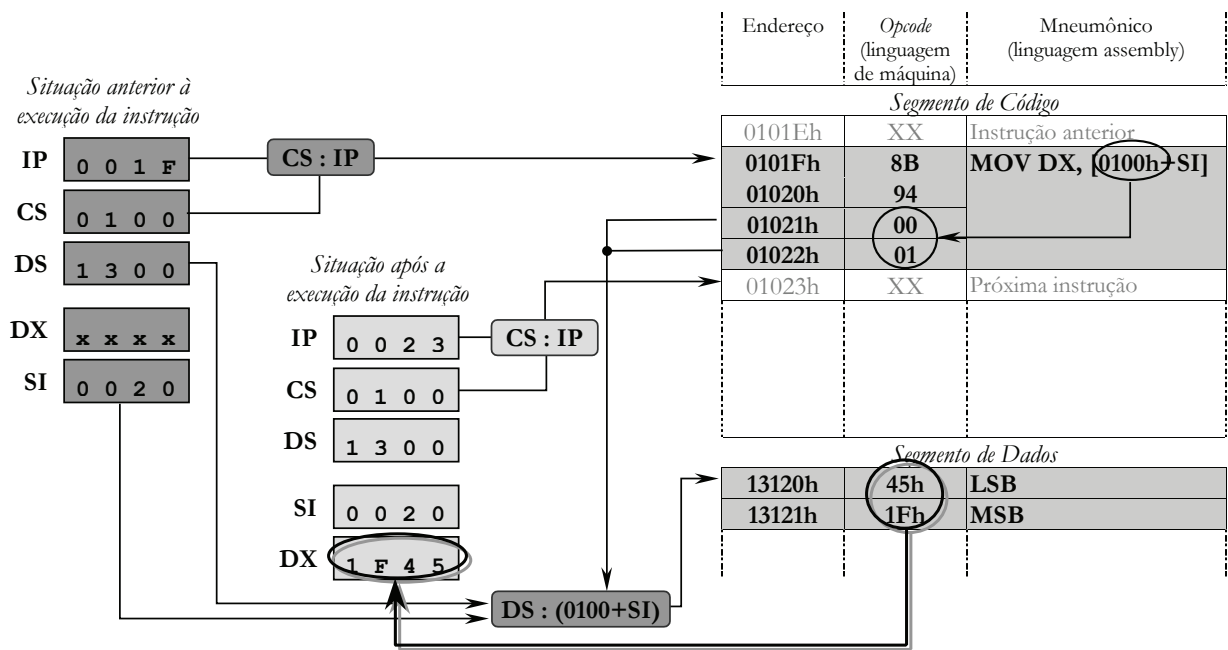 Endereço
Opcode
(linguagem
de máquina)
Mneumônico
(linguagem assembly)
Situação anterior à
execução da instrução
IP 0 0 1 F
CS : IP
CS 0 1 0 0
DS 1 3 0 0
DX x x x x
SI 0 0 2 0
Segmento de Código
0101Eh XX Instrução anterior
0101Fh 8B MOV DX, [0100h+SI]
01020h 94
01021h 00
01022h 01
01023h XX Próxima instrução
Situação após a
execução da instrução
IP 0 0 2 3
CS : IP
CS 0 1 0 0
DS 1 3 0 0
SI 0 0 2 0
DX 1 F 4 5
Segmento de Dados
13120h 45h LSB
13121h 1Fh MSB
DS : (0100+SI)